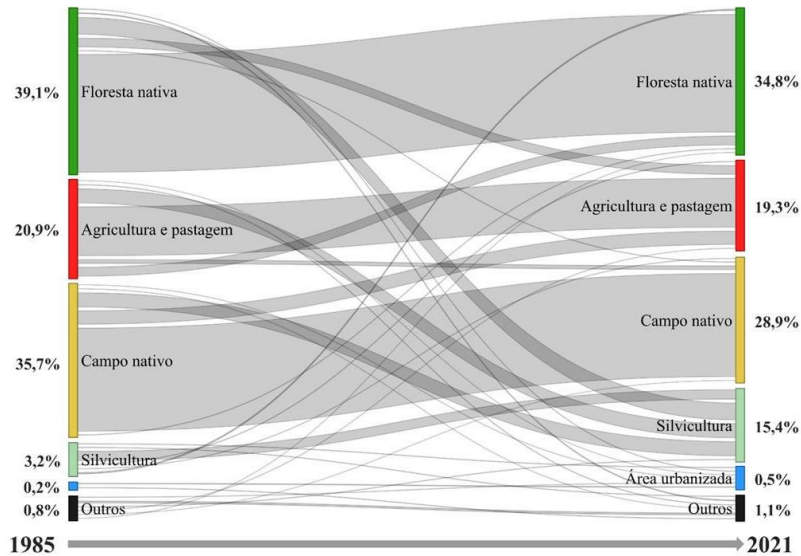 39,1% Floresta nativa
20,9% Agricultura e pastagem
35,7% Campo nativo
3,2% Silvicultura
0,2%
0,8% Outros
Floresta nativa 34,8%
Agricultura e pastagem 19,3%
Campo nativo 28,9%
Silvicultura 15,4%
Área urbanizada 0,5%
Outros 1,1%
1985 2021